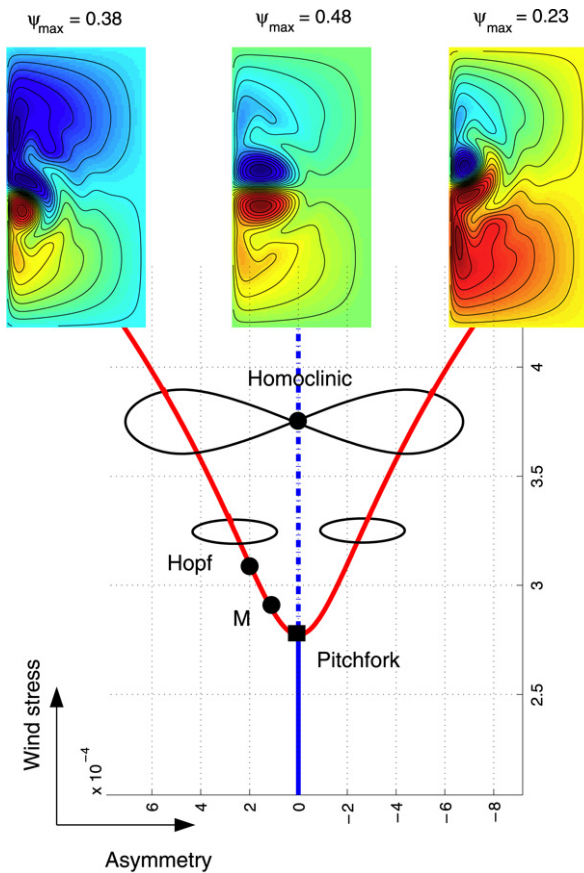 ψmax = 0.38
ψmax = 0.48
ψmax = 0.23
4
Homoclinic
3.5
Hopf
3
M
Pitchfork
2.5
Wind stress
x 10⁻⁴
6
4
2
0
−2
−4
−6
−8
Asymmetry